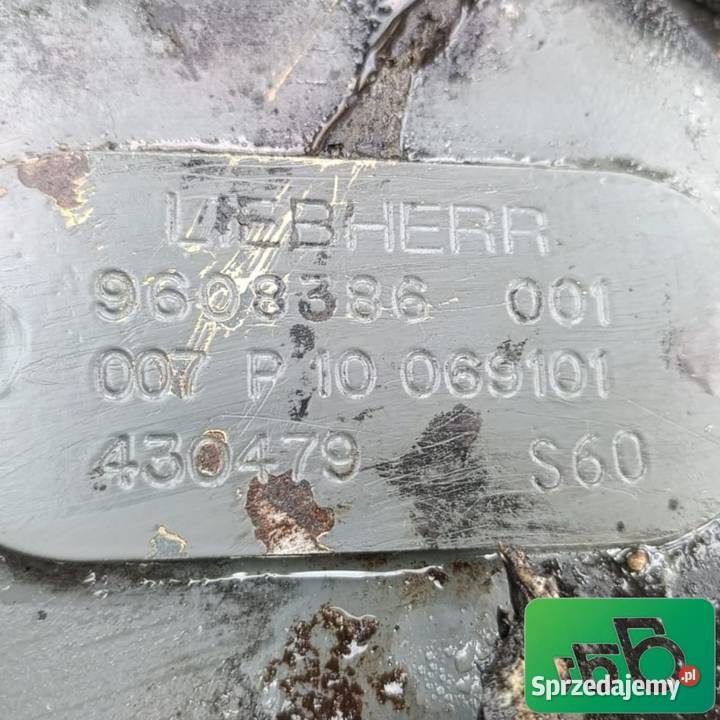 LIEBHERR
9608386 001
007 P 10 069101
430479 S60
Sprzedajemy.pl